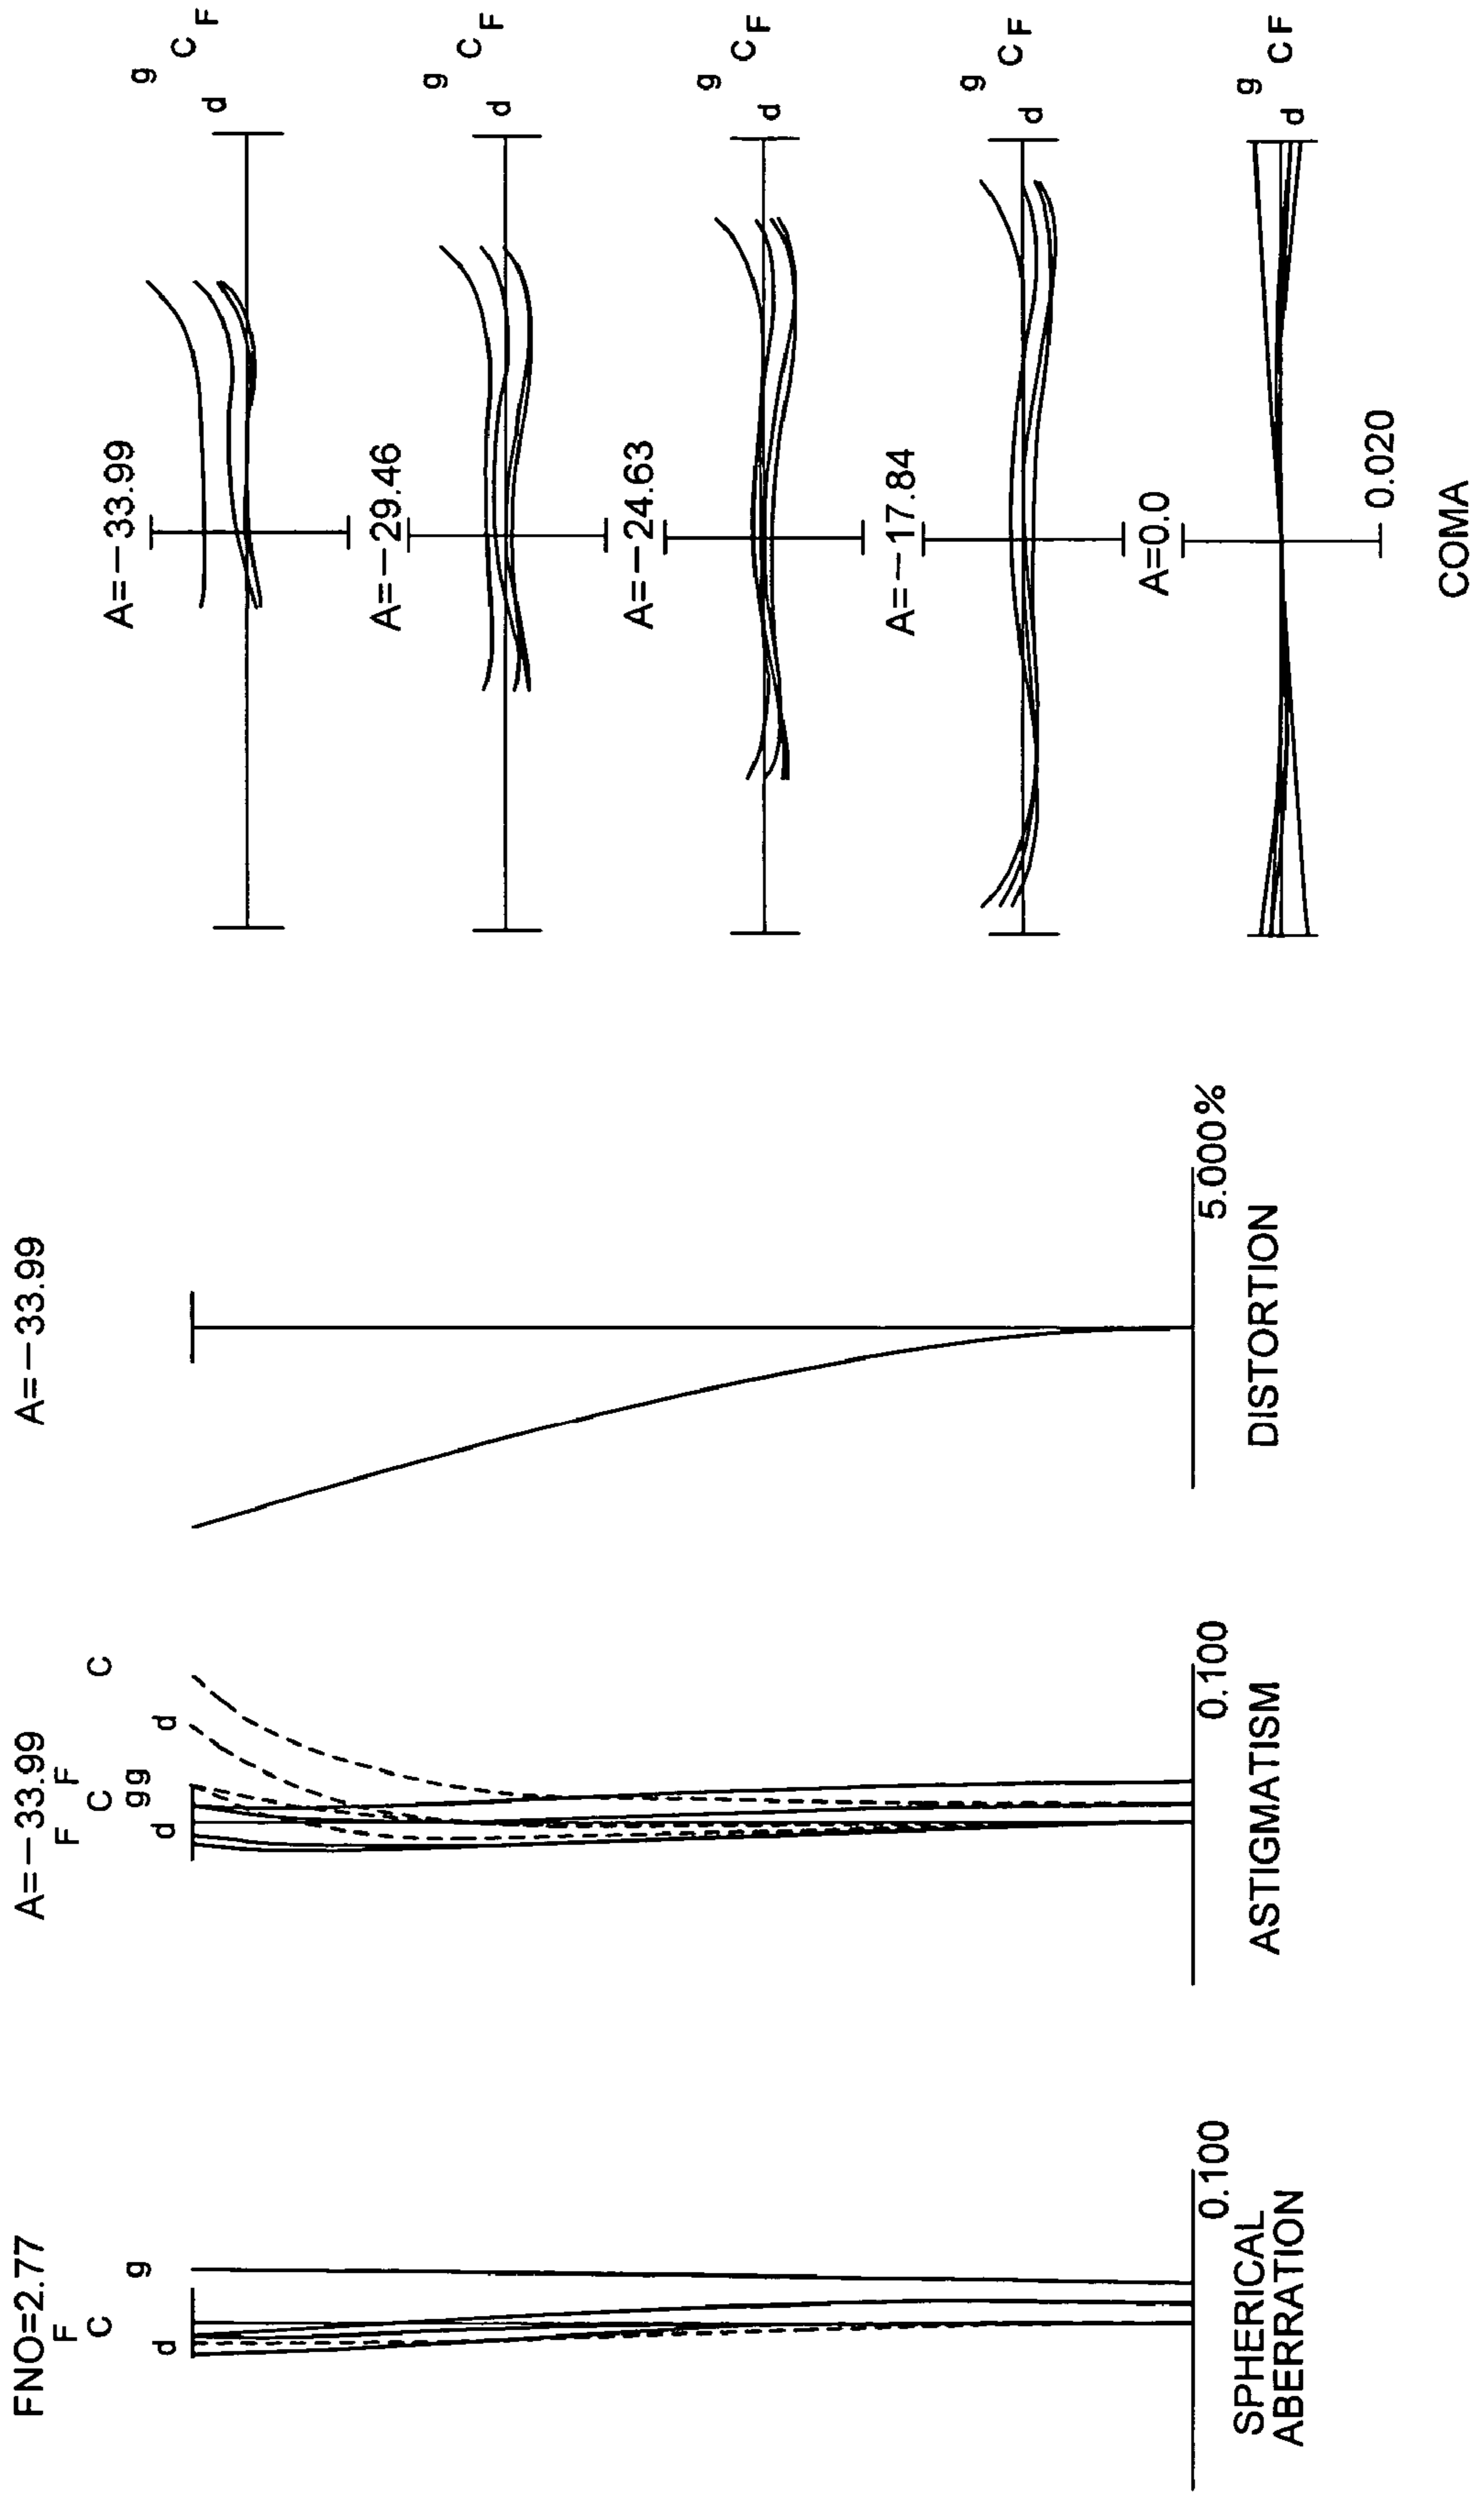 FNO=2.77
F
C
d
g
0.100
SPHERICAL
ABERRATION
A=−33.99
F
F
C
C
d
g
g
d
0.100
ASTIGMATISM
A=−33.99
5.000%
DISTORTION
A=−33.99
g
C
F
d
A=−29.46
g
C
F
d
A=−24.63
g
C
F
d
A=−17.84
g
C
F
d
A=0.0
g
C
F
d
0.020
COMA